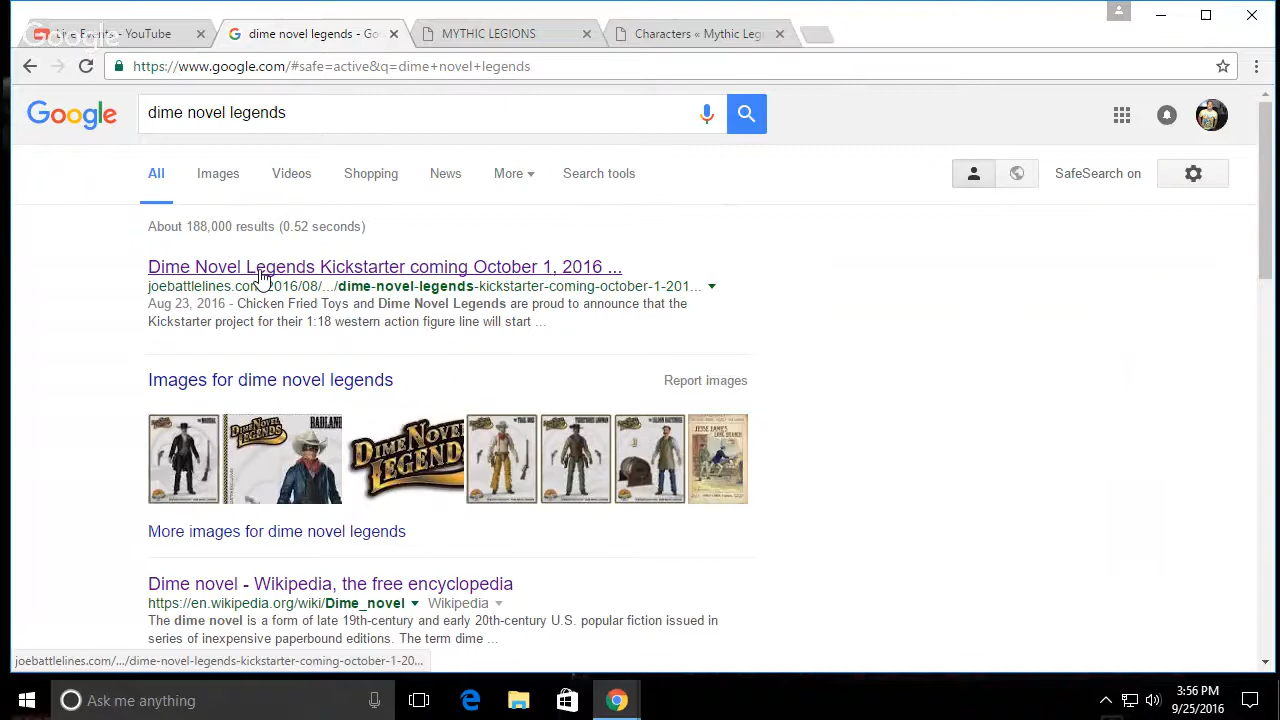 Live Events - YouTube
dime novel legends - Go
MYTHIC LEGIONS
Characters « Mythic Leg
Google
https://www.google.com/#safe=active&q=dime+novel+legends
Google
dime novel legends
All
Images
Videos
Shopping
News
More
Search tools
SafeSearch on
About 188,000 results (0.52 seconds)
Dime Novel Legends Kickstarter coming October 1, 2016 ...
joebattlelines.com/2016/08/.../dime-novel-legends-kickstarter-coming-october-1-201...
Aug 23, 2016 - Chicken Fried Toys and Dime Novel Legends are proud to announce that the
Kickstarter project for their 1:18 western action figure line will start ...
Images for dime novel legends
Report images
DIME NOVEL LEGENDS
BADLANE
DIME NOVEL
LEGENDS
More images for dime novel legends
Dime novel - Wikipedia, the free encyclopedia
https://en.wikipedia.org/wiki/Dime_novel
Wikipedia
The dime novel is a form of late 19th-century and early 20th-century U.S. popular fiction issued in
series of inexpensive paperbound editions. The term dime ...
joebattlelines.com/.../dime-novel-legends-kickstarter-coming-october-1-20...
Ask me anything
3:56 PM
9/25/2016